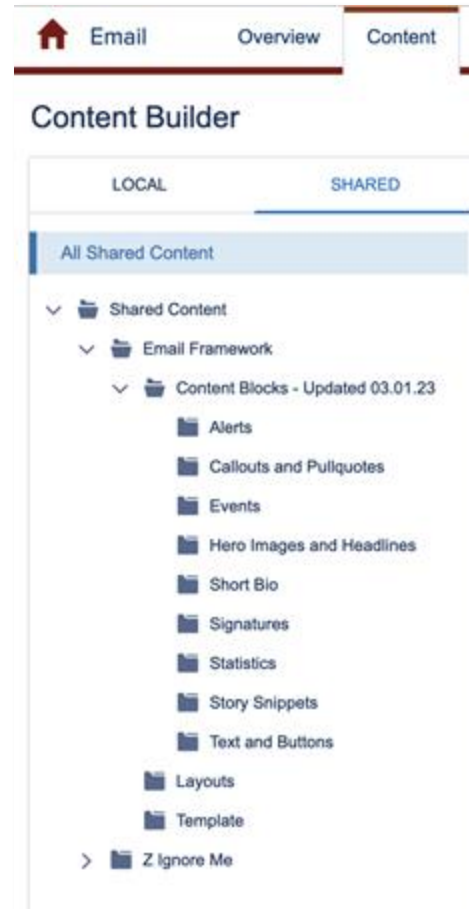 Email Overview Content
Content Builder
LOCAL SHARED
All Shared Content
Shared Content
Email Framework
Content Blocks - Updated 03.01.23
Alerts
Callouts and Pullquotes
Events
Hero Images and Headlines
Short Bio
Signatures
Statistics
Story Snippets
Text and Buttons
Layouts
Template
Z Ignore Me